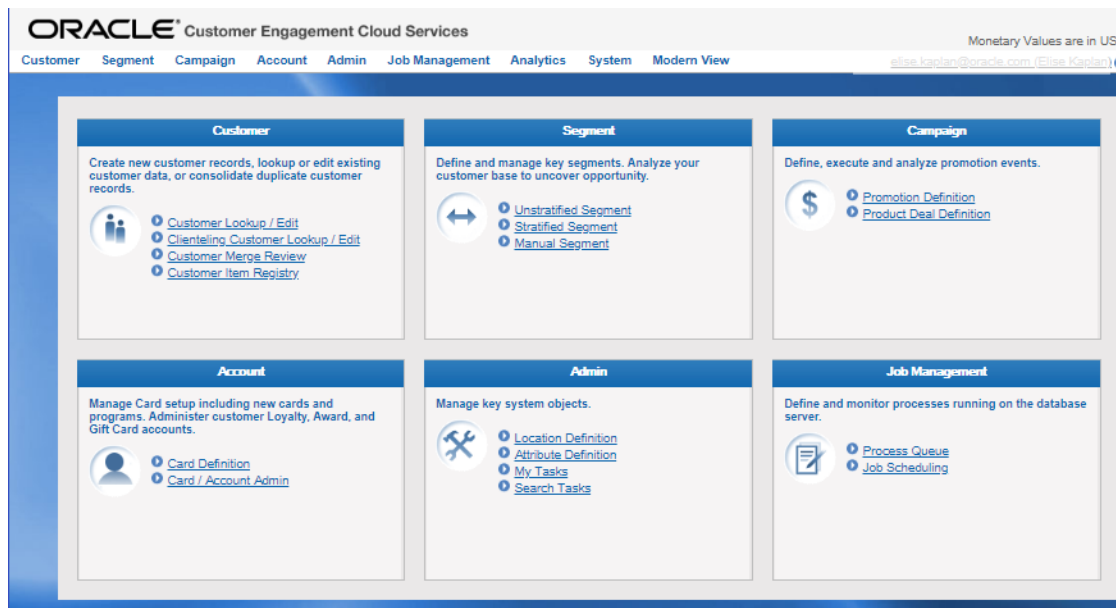 ORACLE® Customer Engagement Cloud Services
Monetary Values are in US
Customer Segment Campaign Account Admin Job Management Analytics System Modern View
elise.kaplan@oracle.com (Elise Kaplan)
Customer
Create new customer records, lookup or edit existing
customer data, or consolidate duplicate customer
records.
Customer Lookup / Edit
Clienteling Customer Lookup / Edit
Customer Merge Review
Customer Item Registry
Segment
Define and manage key segments. Analyze your
customer base to uncover opportunity.
Unstratified Segment
Stratified Segment
Manual Segment
Campaign
Define, execute and analyze promotion events.
Promotion Definition
Product Deal Definition
Account
Manage Card setup including new cards and
programs. Administer customer Loyalty, Award, and
Gift Card accounts.
Card Definition
Card / Account Admin
Admin
Manage key system objects.
Location Definition
Attribute Definition
My Tasks
Search Tasks
Job Management
Define and monitor processes running on the database
server.
Process Queue
Job Scheduling